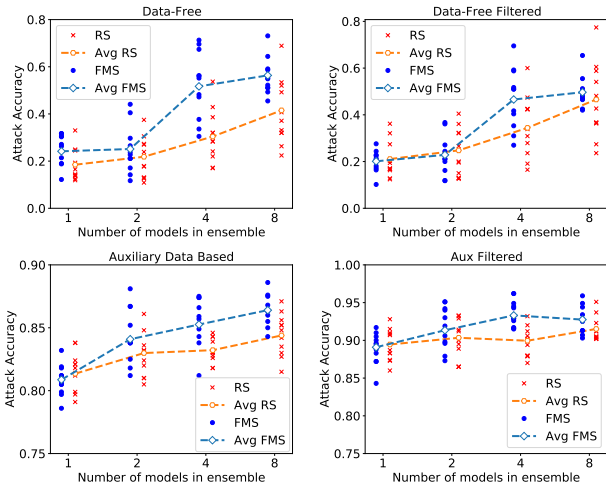 Data-Free
Attack Accuracy
0.8
0.6
0.4
0.2
0.0
RS
Avg RS
FMS
Avg FMS
1 2 4 8
Number of models in ensemble
Data-Free Filtered
Attack Accuracy
0.8
0.6
0.4
0.2
0.0
RS
Avg RS
FMS
Avg FMS
1 2 4 8
Number of models in ensemble
Auxiliary Data Based
Attack Accuracy
0.90
0.85
0.80
0.75
RS
Avg RS
FMS
Avg FMS
1 2 4 8
Number of models in ensemble
Aux Filtered
Attack Accuracy
1.00
0.95
0.90
0.85
0.80
0.75
RS
Avg RS
FMS
Avg FMS
1 2 4 8
Number of models in ensemble